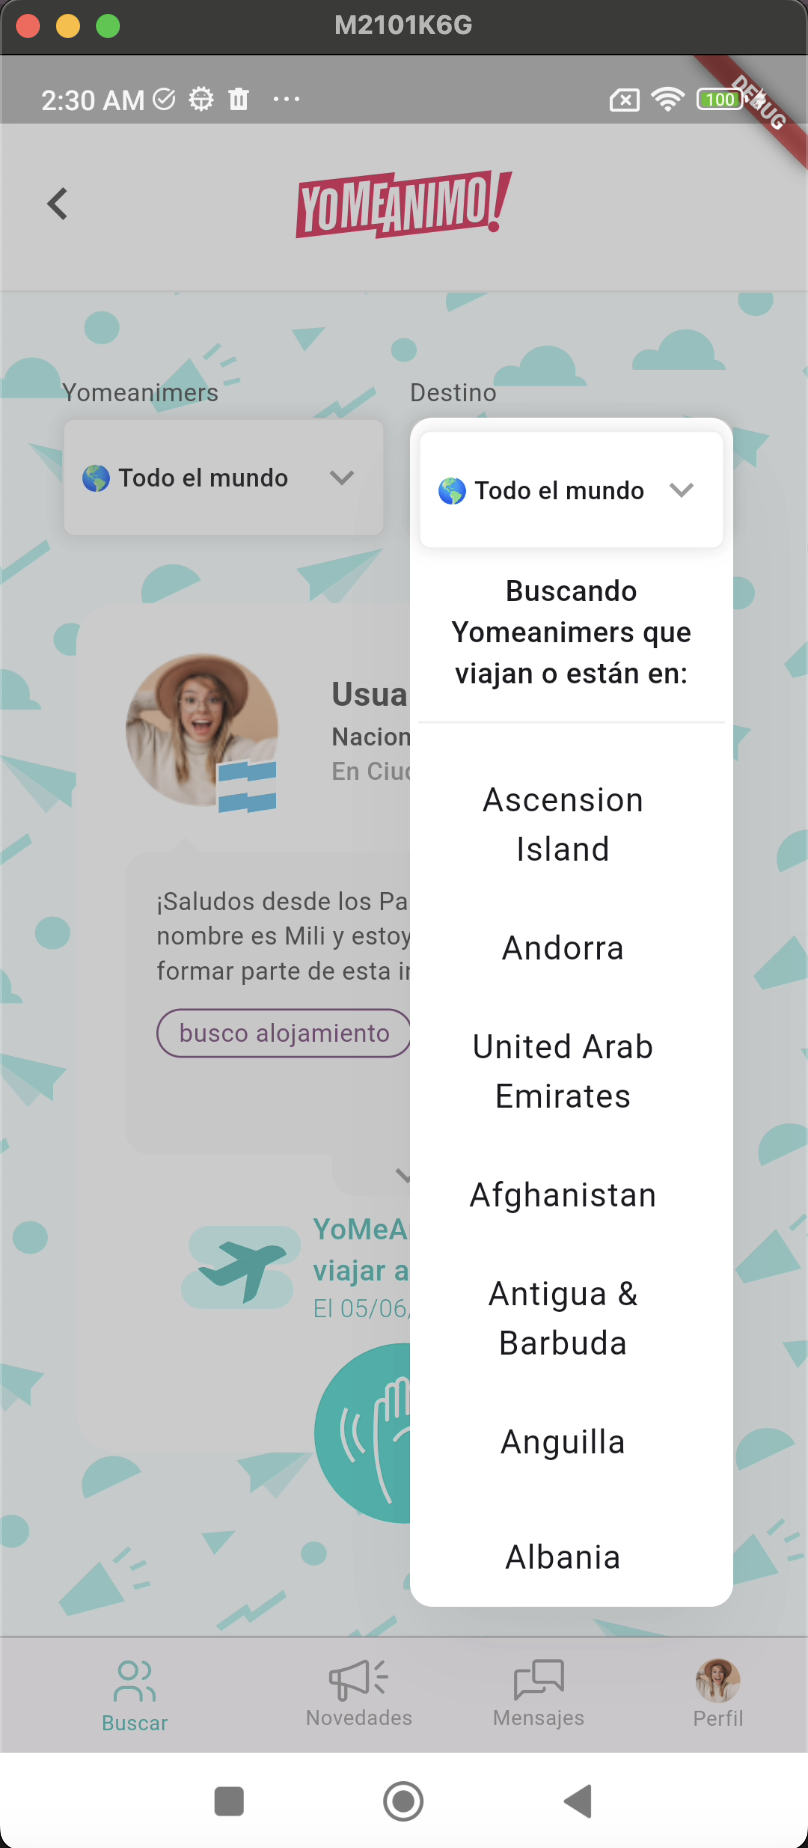 M2101K6G
2:30 AM
100
DEBUG
YOMEANIMO!
Yomeanimers
Destino
Todo el mundo
Todo el mundo
Buscando
Yomeanimers que
viajan o están en:
Usua
Nacion
En Ciud
¡Saludos desde los Pa
nombre es Mili y estoy
formar parte de esta in
busco alojamiento
YoMeA
viajar a
El 05/06/
Ascension
Island
Andorra
United Arab
Emirates
Afghanistan
Antigua &
Barbuda
Anguilla
Albania
Buscar
Novedades
Mensajes
Perfil